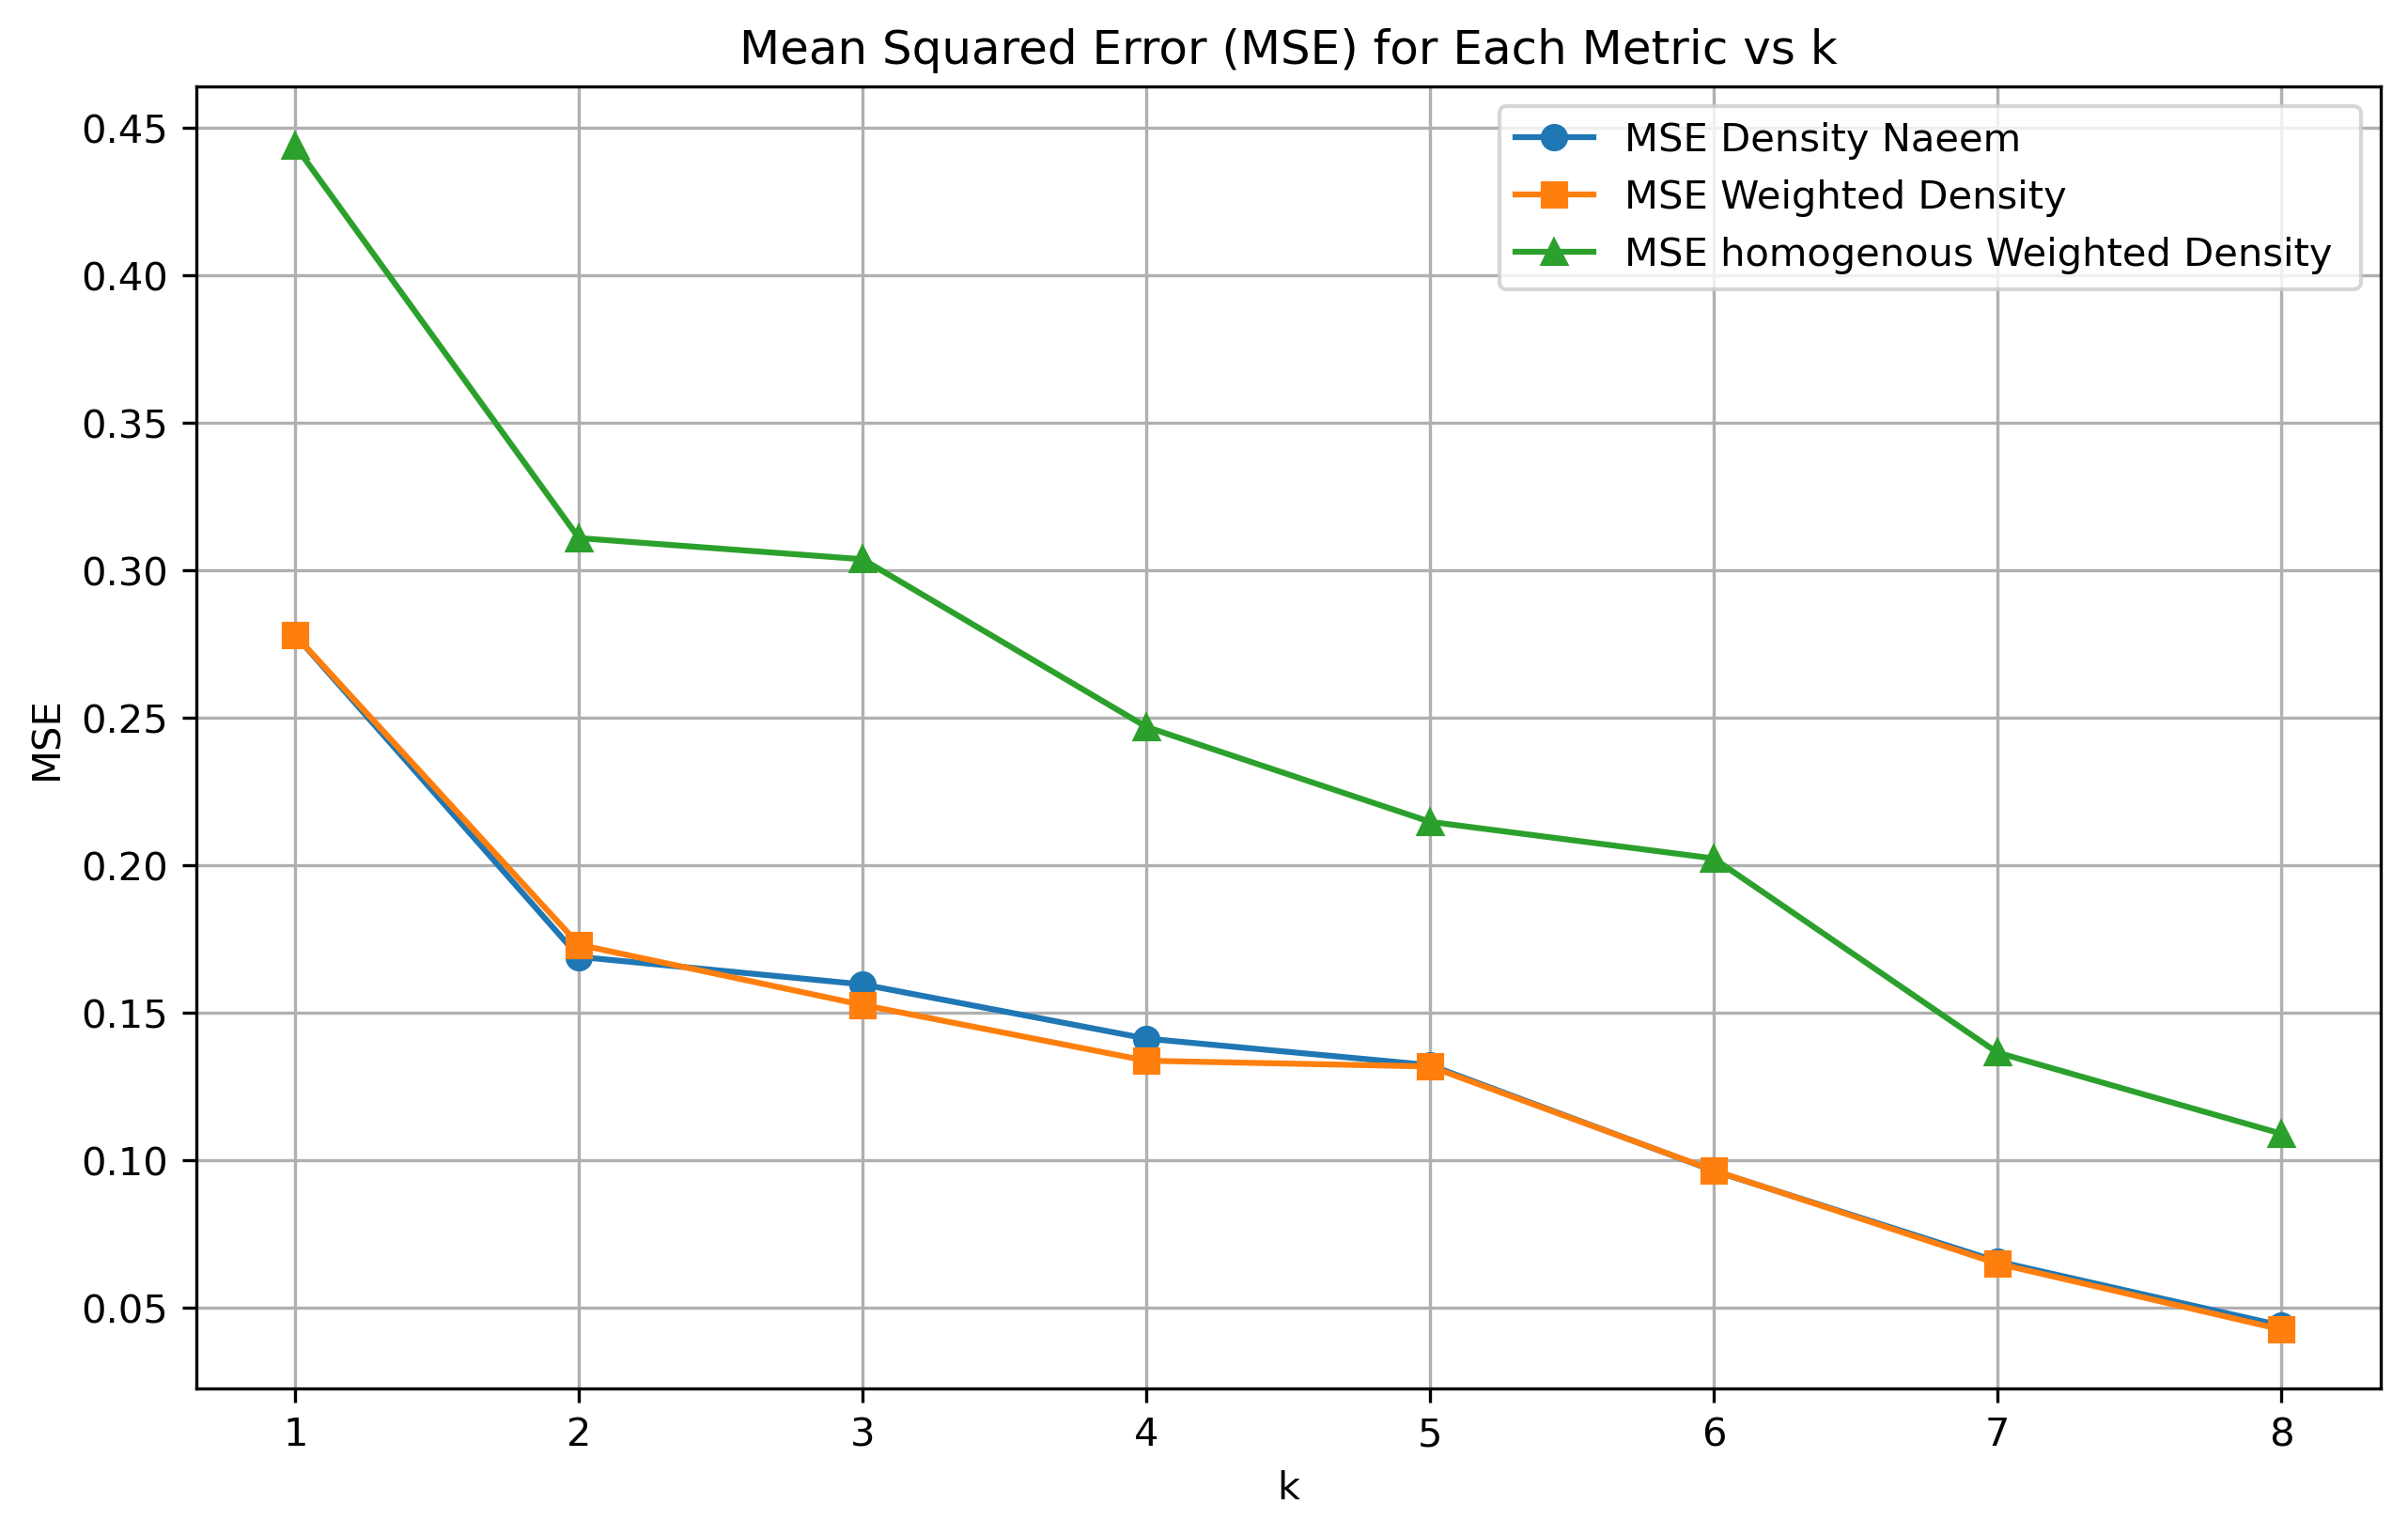 Mean Squared Error (MSE) for Each Metric vs k
MSE Density Naeem
MSE Weighted Density
MSE homogenous Weighted Density
MSE
0.45
0.40
0.35
0.30
0.25
0.20
0.15
0.10
0.05
1 2 3 4 5 6 7 8
k